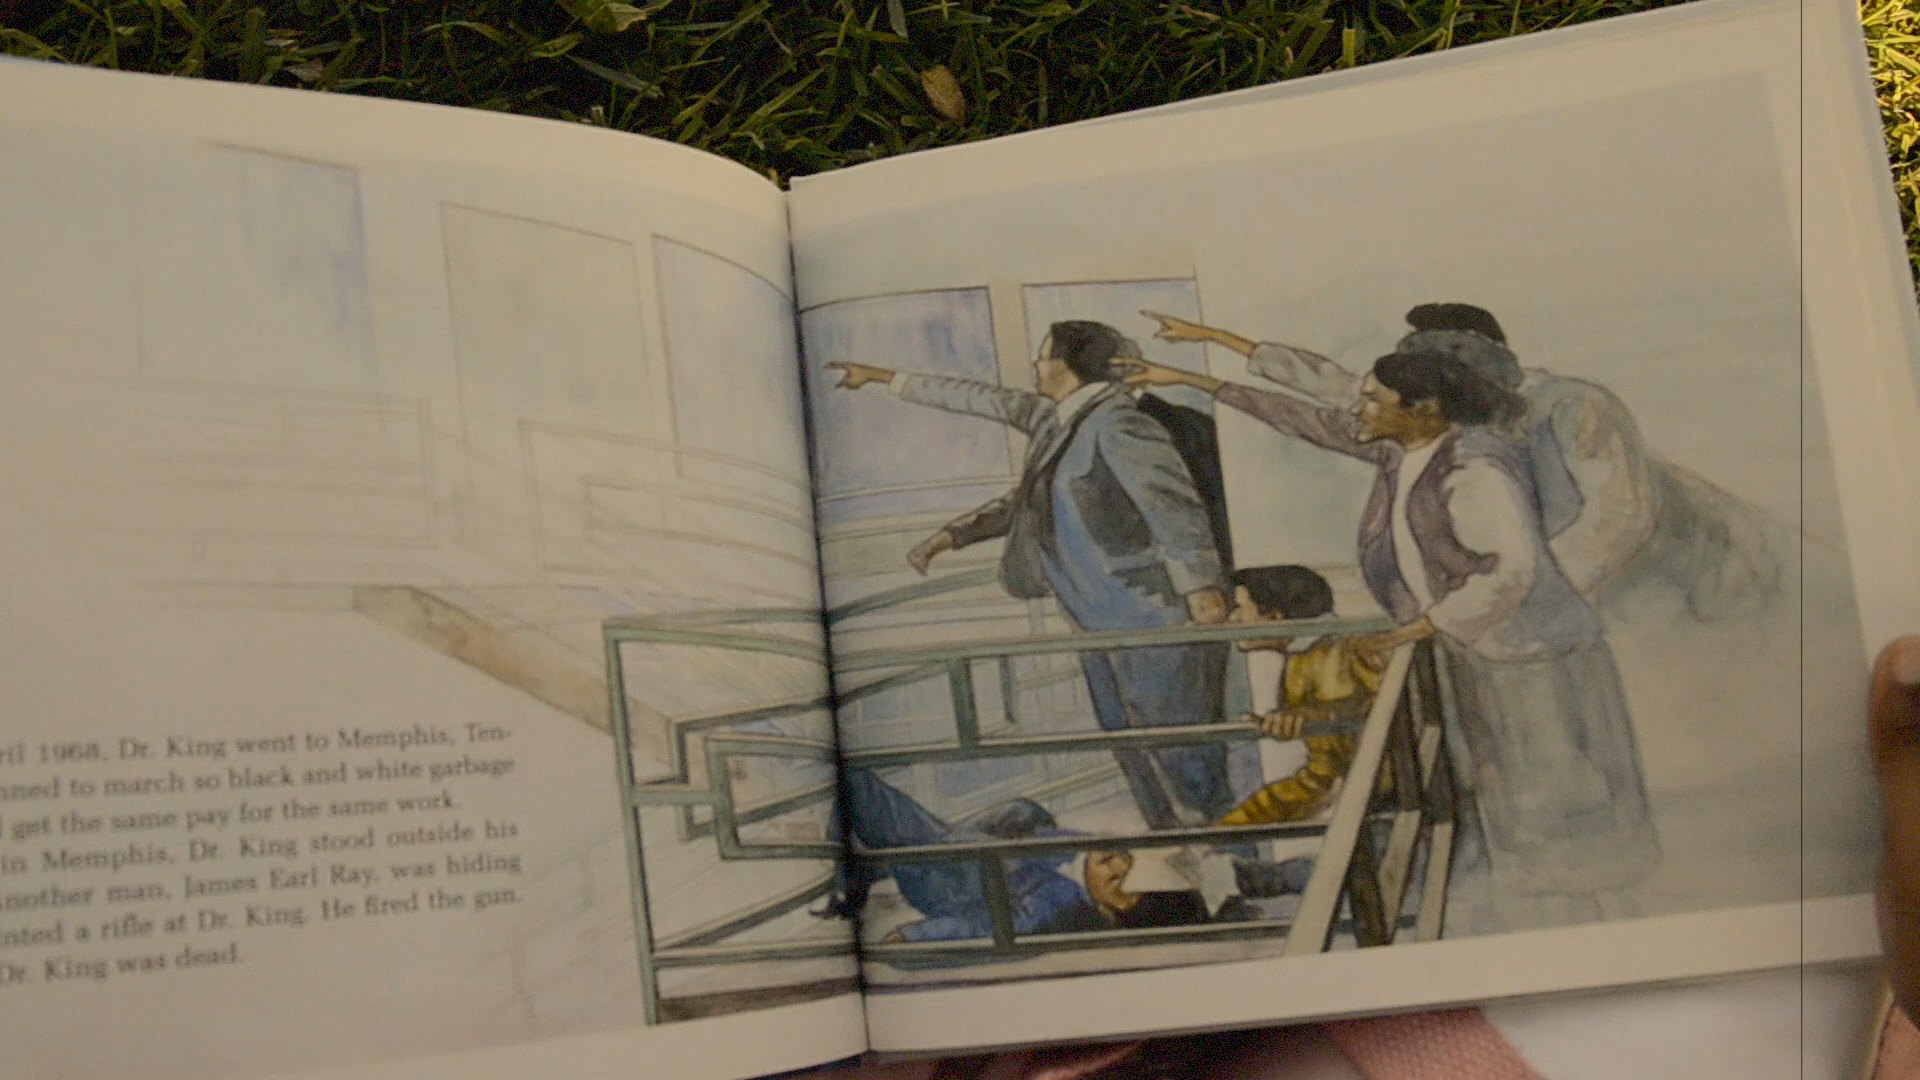 ril 1968, Dr. King went to Memphis, Ten-
nned to march so black and white garbage
get the same pay for the same work.
in Memphis, Dr. King stood outside his
nother man, James Earl Ray, was hiding
inted a rifle at Dr. King. He fired the gun.
Dr. King was dead.